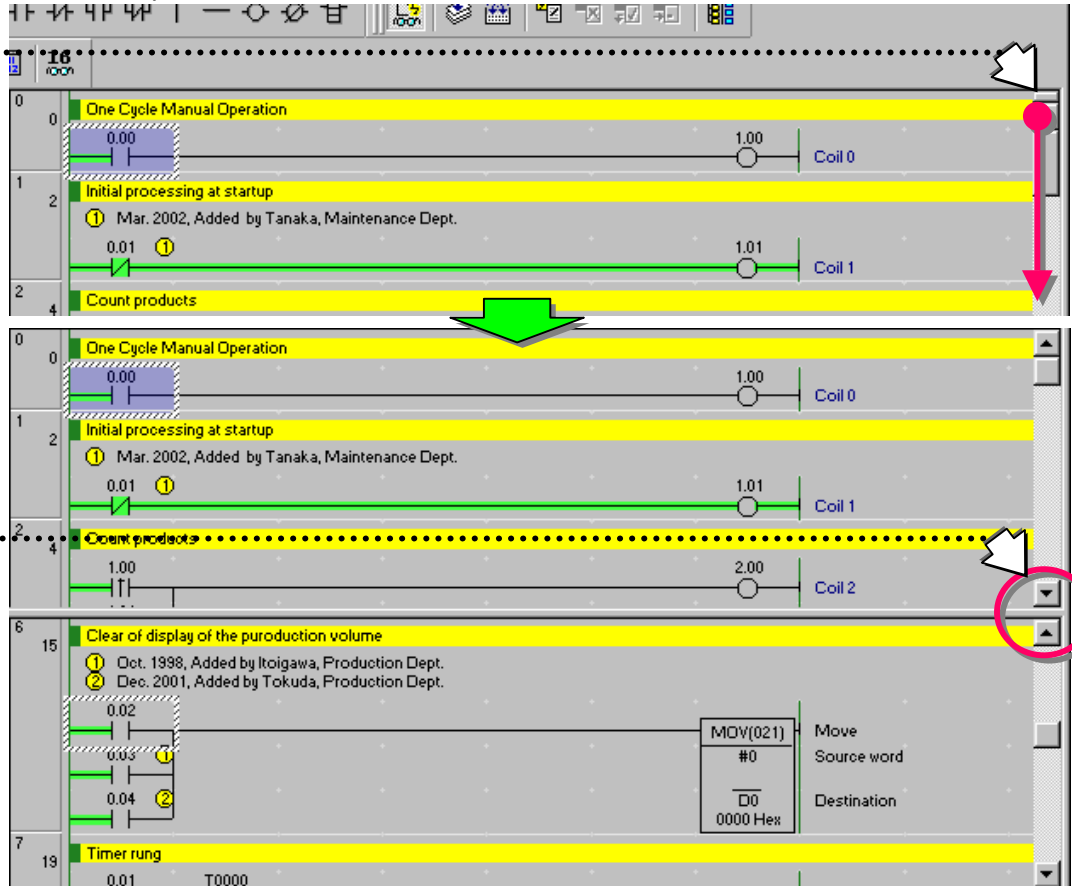 16
0
0
One Cycle Manual Operation
0.00
1.00
Coil 0
1
2
Initial processing at startup
1 Mar. 2002, Added by Tanaka, Maintenance Dept.
0.01 1
1.01
Coil 1
2
4
Count products
0
0
One Cycle Manual Operation
0.00
1.00
Coil 0
1
2
Initial processing at startup
1 Mar. 2002, Added by Tanaka, Maintenance Dept.
0.01 1
1.01
Coil 1
2
4
Count products
1.00
2.00
Coil 2
6
15
Clear of display of the puroduction volume
1 Oct. 1998, Added by Itoigawa, Production Dept.
2 Dec. 2001, Added by Tokuda, Production Dept.
0.02
MOV(021) Move
0.03 1
#0 Source word
0.04 2
D0 Destination
0000 Hex
7
19
Timer rung
0.01 T0000